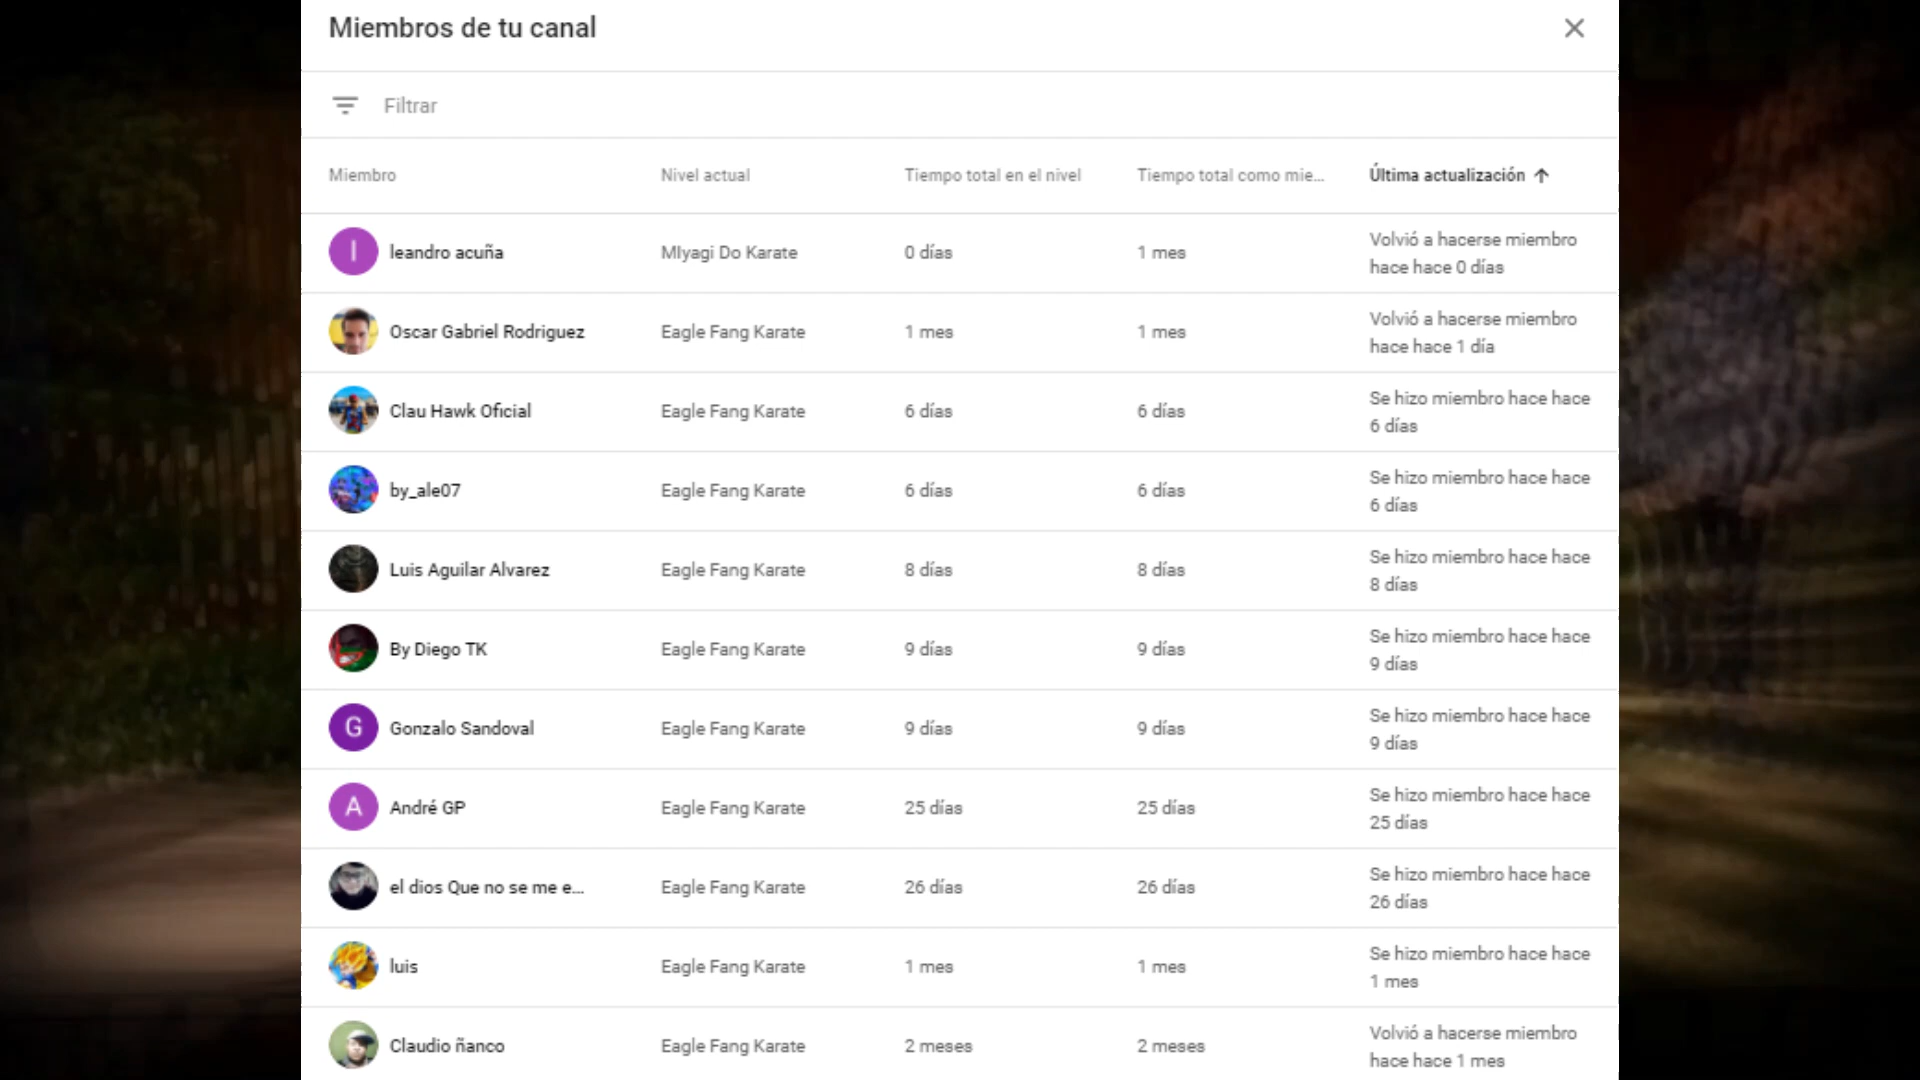 Miembros de tu canal
Filtrar
Miembro Nivel actual Tiempo total en el nivel Tiempo total como mie... Última actualización
l leandro acuña MIyagi Do Karate 0 días 1 mes Volvió a hacerse miembro
hace hace 0 días
Oscar Gabriel Rodriguez Eagle Fang Karate 1 mes 1 mes Volvió a hacerse miembro
hace hace 1 día
Clau Hawk Oficial Eagle Fang Karate 6 días 6 días Se hizo miembro hace hace
6 días
by_ale07 Eagle Fang Karate 6 días 6 días Se hizo miembro hace hace
6 días
Luis Aguilar Alvarez Eagle Fang Karate 8 días 8 días Se hizo miembro hace hace
8 días
By Diego TK Eagle Fang Karate 9 días 9 días Se hizo miembro hace hace
9 días
G Gonzalo Sandoval Eagle Fang Karate 9 días 9 días Se hizo miembro hace hace
9 días
A André GP Eagle Fang Karate 25 días 25 días Se hizo miembro hace hace
25 días
el dios Que no se me e... Eagle Fang Karate 26 días 26 días Se hizo miembro hace hace
26 días
luis Eagle Fang Karate 1 mes 1 mes Se hizo miembro hace hace
1 mes
Claudio ñanco Eagle Fang Karate 2 meses 2 meses Volvió a hacerse miembro
hace hace 1 mes